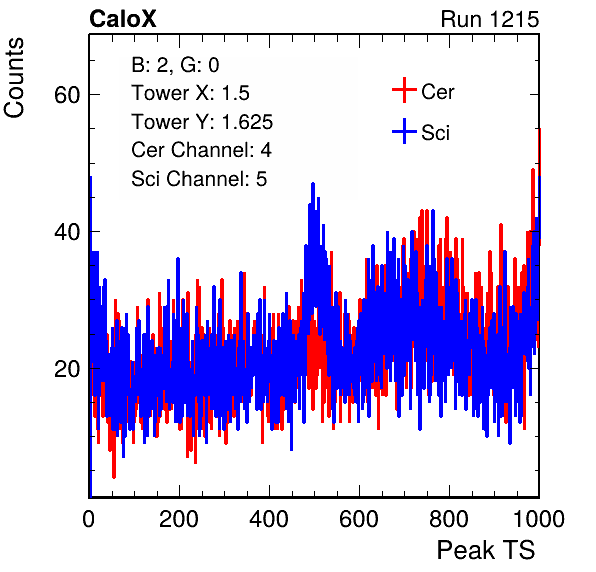 CaloX Run 1215
Counts
B: 2, G: 0
Tower X: 1.5
Tower Y: 1.625
Cer Channel: 4
Sci Channel: 5
Cer
Sci
60
40
20
0 200 400 600 800 1000
Peak TS